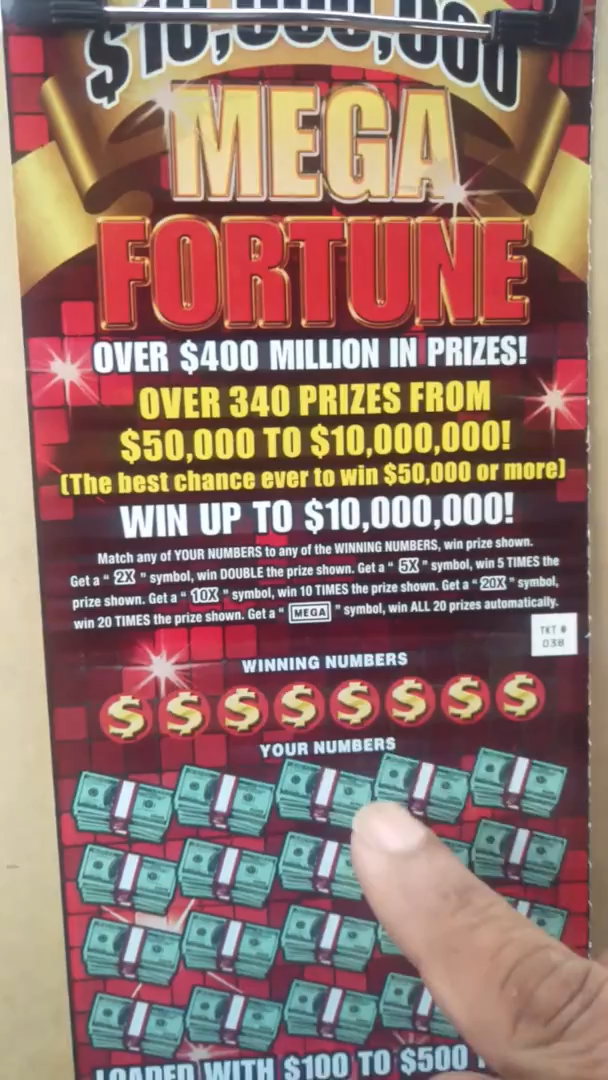 $10,000,000
MEGA
FORTUNE
OVER $400 MILLION IN PRIZES!
OVER 340 PRIZES FROM
$50,000 TO $10,000,000!
(The best chance ever to win $50,000 or more)
WIN UP TO $10,000,000!
Match any of YOUR NUMBERS to any of the WINNING NUMBERS, win prize shown.
Get a "2X" symbol, win DOUBLE the prize shown. Get a "5X" symbol, win 5 TIMES the
prize shown. Get a "10X" symbol, win 10 TIMES the prize shown. Get a "20X" symbol,
win 20 TIMES the prize shown. Get a "MEGA" symbol, win ALL 20 prizes automatically.
TKT #
038
WINNING NUMBERS
$ $ $ $ $ $ $ $
YOUR NUMBERS
LOADED WITH $100 TO $500